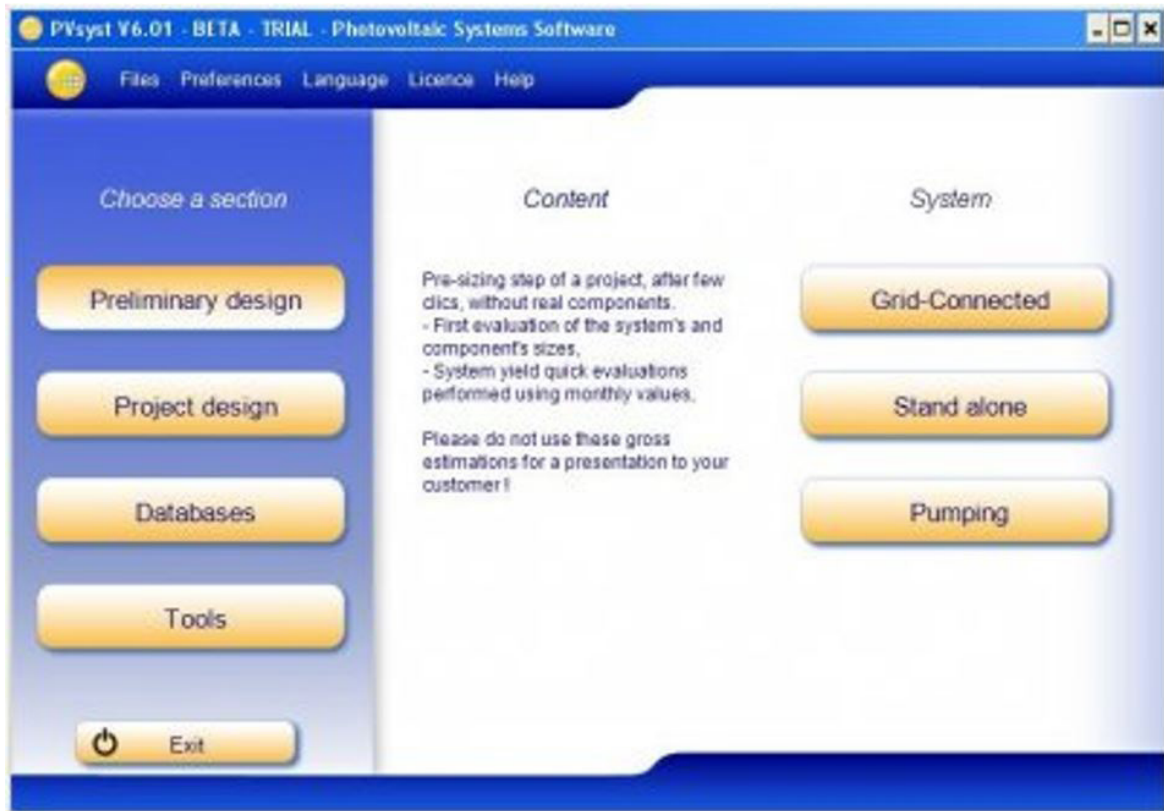 PVsyst V6.01 - BETA - TRIAL - Photovoltaic Systems Software
Files Preferences Language Licence Help
Choose a section
Preliminary design
Project design
Databases
Tools
Exit
Content
Pre-sizing step of a project, after few
clics, without real components.
- First evaluation of the system's and
component's sizes,
- System yield quick evaluations
performed using monthly values.
Please do not use these gross
estimations for a presentation to your
customer !
System
Grid-Connected
Stand alone
Pumping